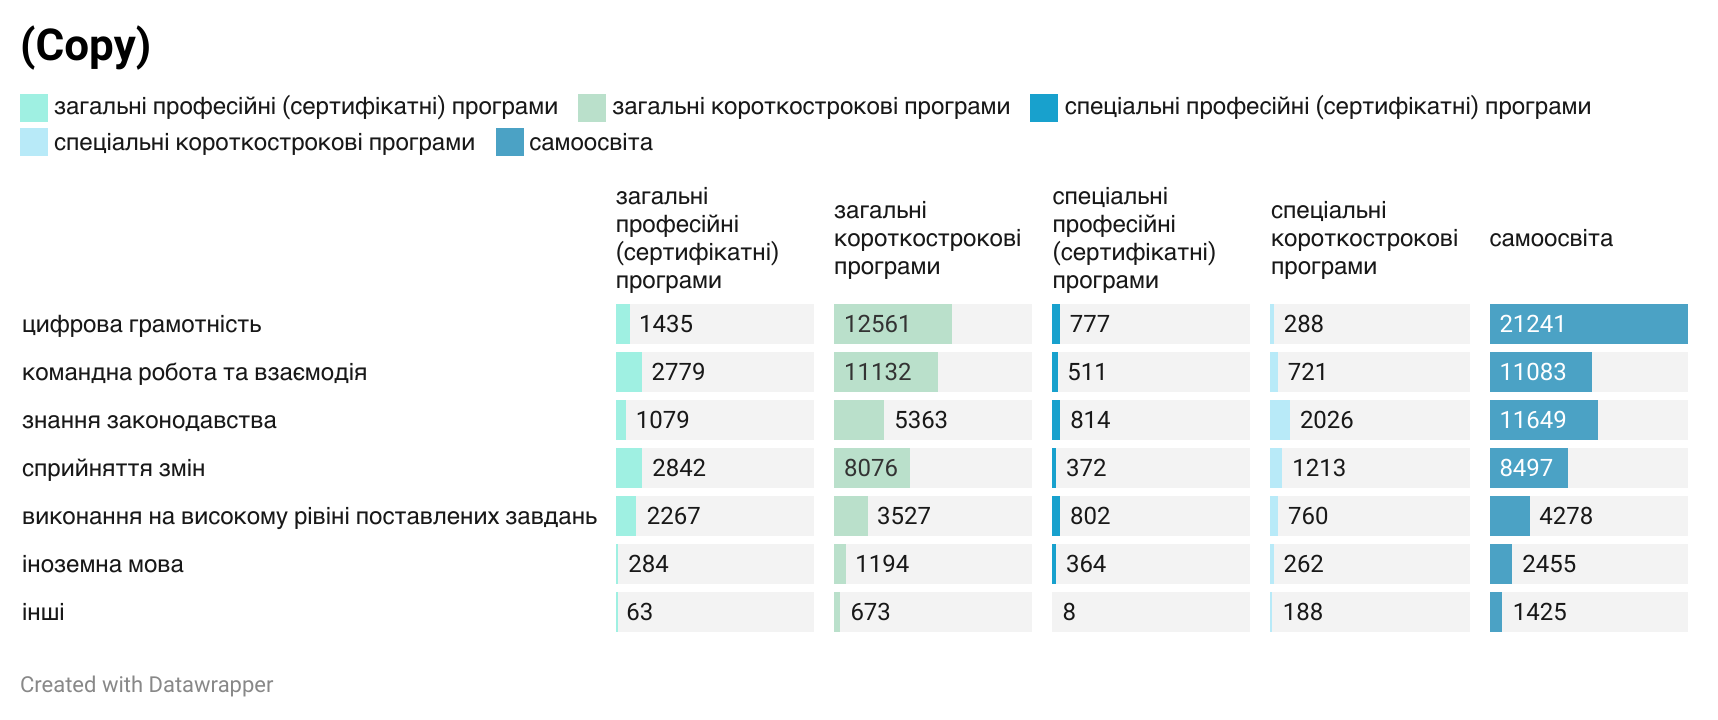 (Copy)
загальні професійні (сертифікатні) програми загальні короткострокові програми спеціальні професійні (сертифікатні) програми
спеціальні короткострокові програми самоосвіта
загальні
професійні
(сертифікатні)
програми
загальні
короткострокові
програми
спеціальні
професійні
(сертифікатні)
програми
спеціальні
короткострокові
програми
самоосвіта
цифрова грамотність 1435 12561 777 288 21241
командна робота та взаємодія 2779 11132 511 721 11083
знання законодавства 1079 5363 814 2026 11649
сприйняття змін 2842 8076 372 1213 8497
виконання на високому рівіні поставлених завдань 2267 3527 802 760 4278
іноземна мова 284 1194 364 262 2455
інші 63 673 8 188 1425
Created with Datawrapper